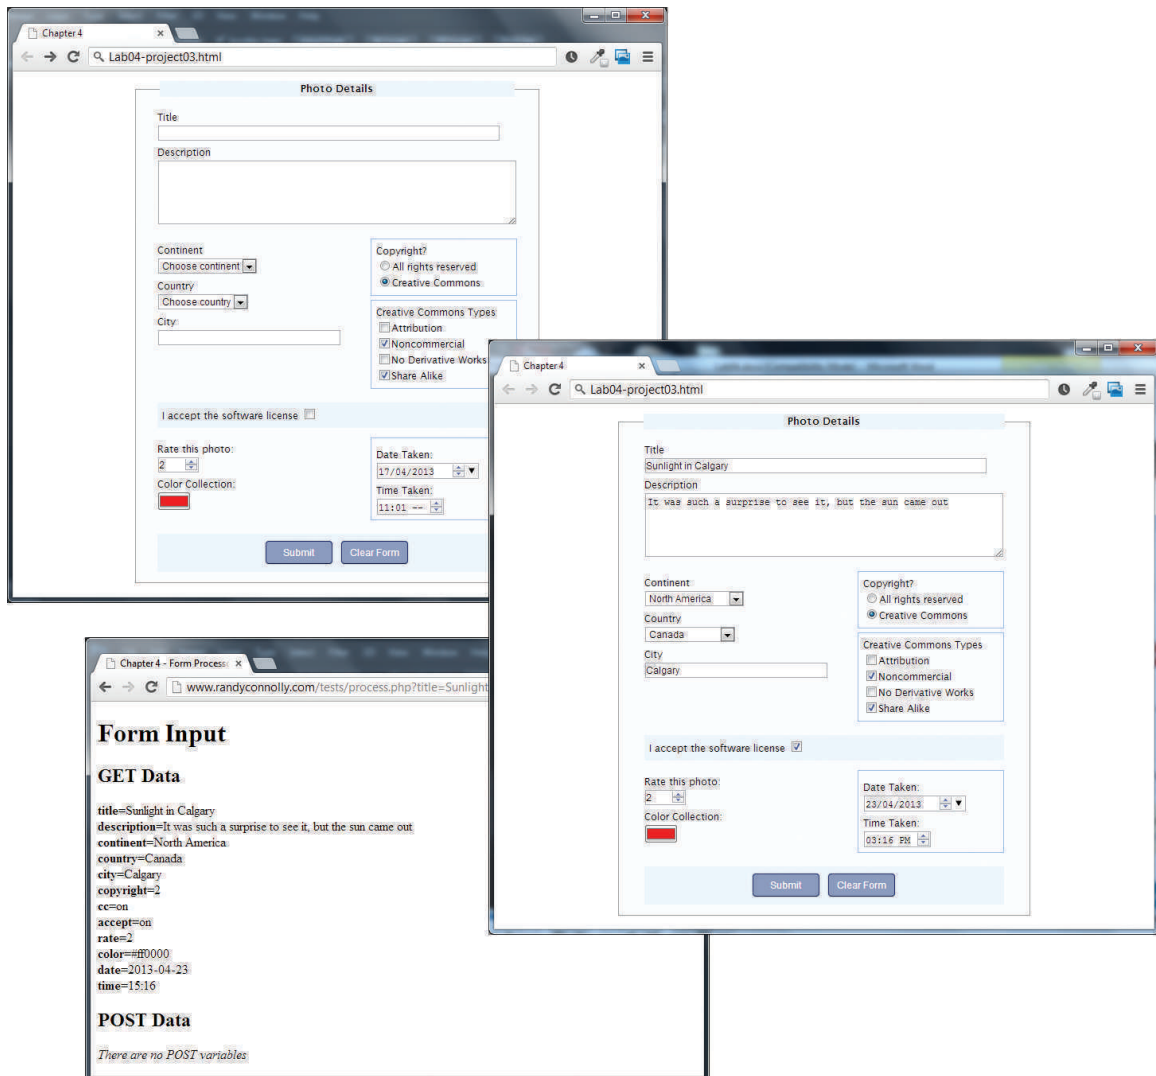 Chapter 4
Lab04-project03.html
Photo Details
Title
Description
Continent
Choose continent
Country
Choose country
City
Copyright?
All rights reserved
Creative Commons
Creative Commons Types
Attribution
Noncommercial
No Derivative Works
Share Alike
I accept the software license
Rate this photo:
2
Color Collection:
Date Taken:
17/04/2013
Time Taken:
11:01 --
Submit
Clear Form
Chapter 4
Lab04-project03.html
Photo Details
Title
Sunlight in Calgary
Description
It was such a surprise to see it, but the sun came out
Continent
North America
Country
Canada
City
Calgary
Copyright?
All rights reserved
Creative Commons
Creative Commons Types
Attribution
Noncommercial
No Derivative Works
Share Alike
I accept the software license
Rate this photo:
2
Color Collection:
Date Taken:
23/04/2013
Time Taken:
03:16 PM
Submit
Clear Form
Chapter 4 - Form Process
www.randyconnolly.com/tests/process.php?title=Sunlight
Form Input
GET Data
title=Sunlight in Calgary
description=It was such a surprise to see it, but the sun came out
continent=North America
country=Canada
city=Calgary
copyright=2
cc=on
accept=on
rate=2
color=#ff0000
date=2013-04-23
time=15:16
POST Data
There are no POST variables